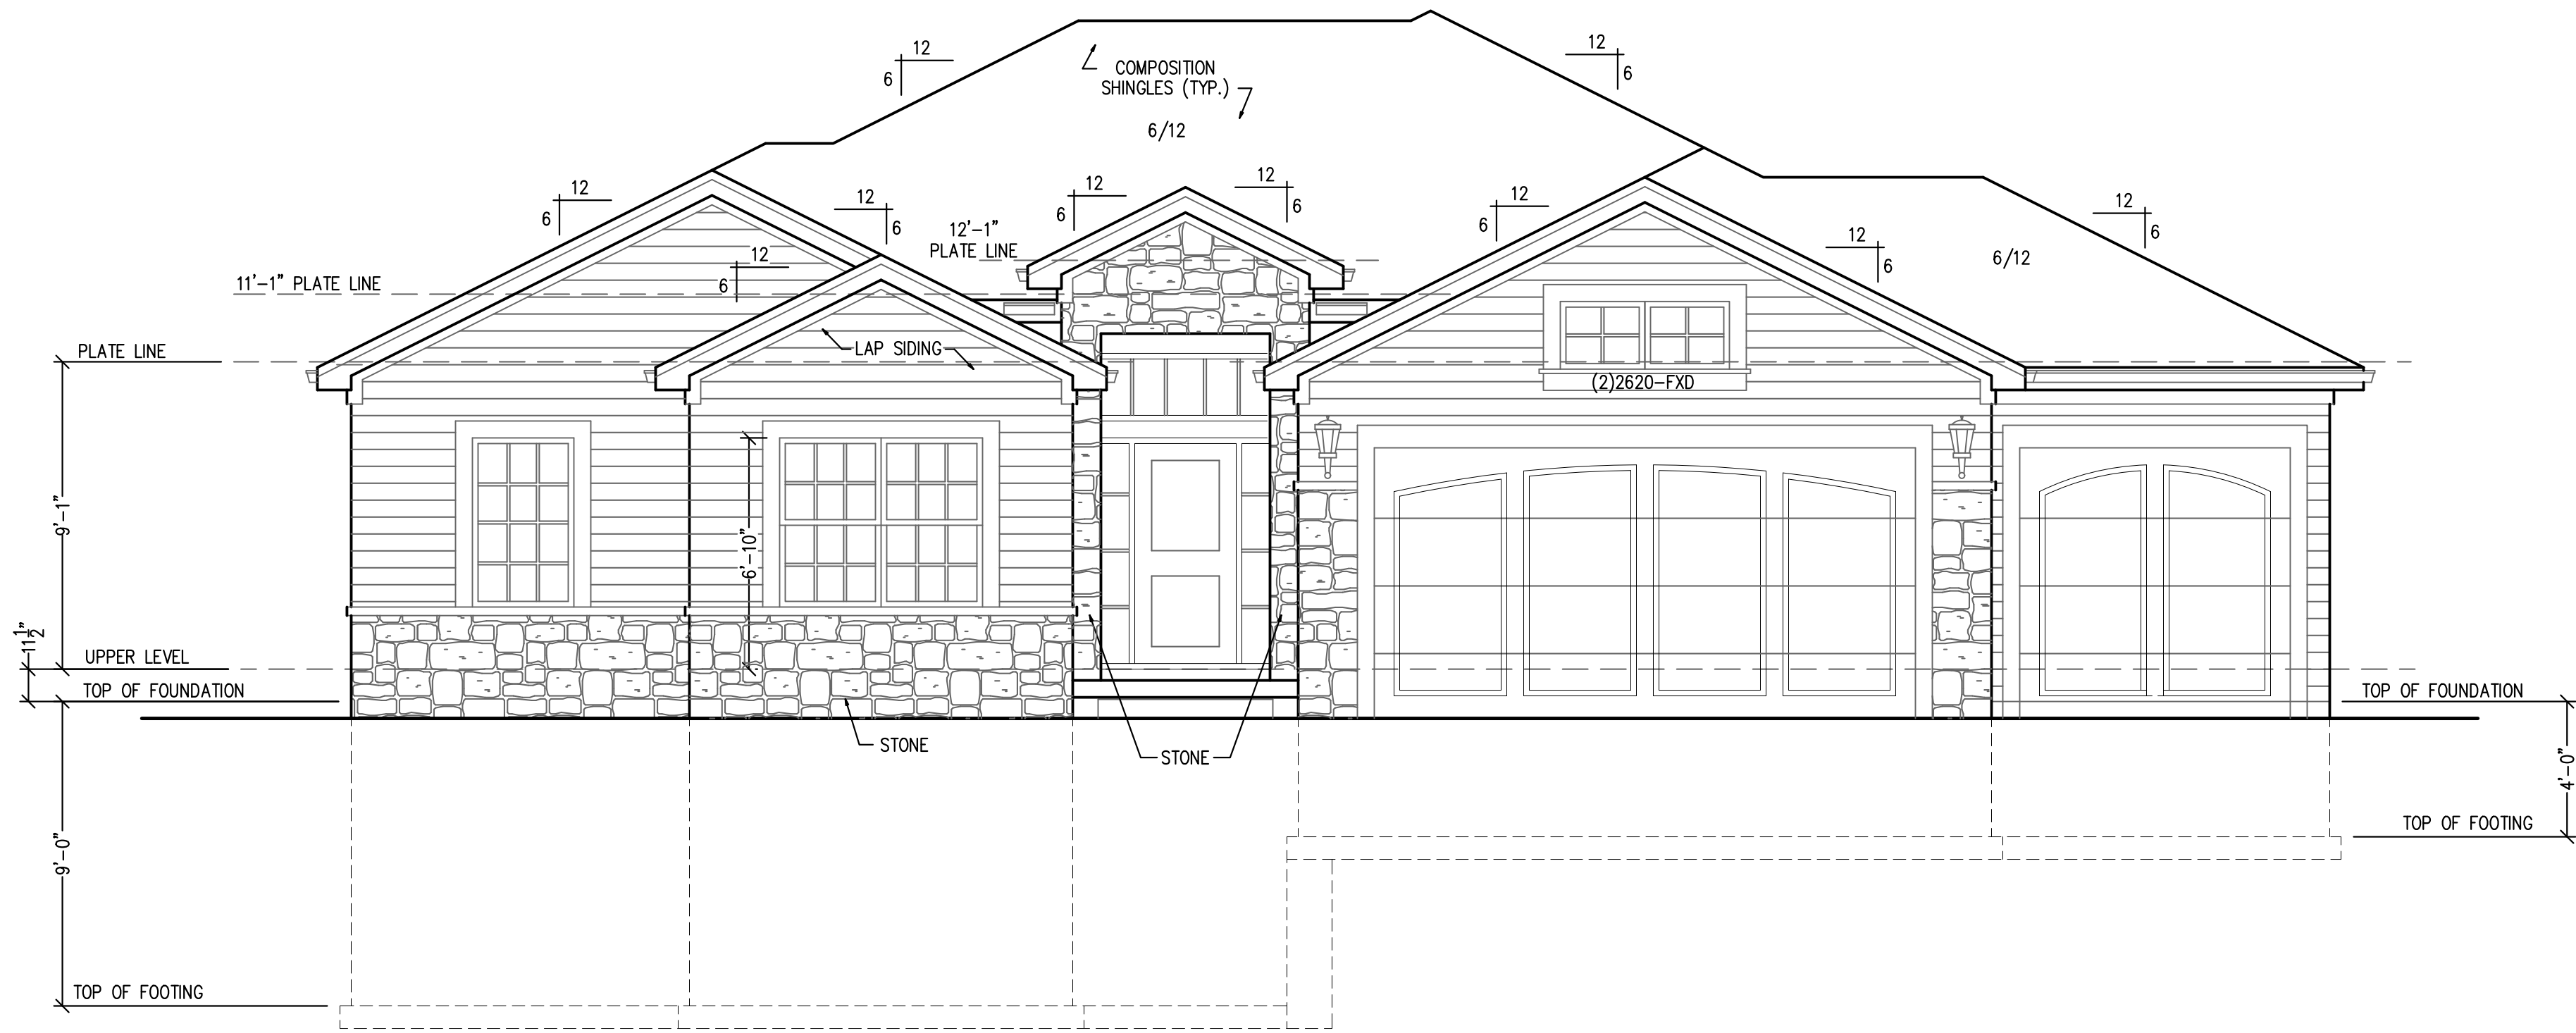 12
6
12
6
COMPOSITION
SHINGLES (TYP.)
6/12
12
6
12
6
12
6
12
6
12
6
12
6
12
6
12
6
6/12
12'-1"
PLATE LINE
11'-1" PLATE LINE
PLATE LINE
LAP SIDING
(2)2620-FXD
9'-1"
6'-10"
11 1/2"
UPPER LEVEL
TOP OF FOUNDATION
TOP OF FOUNDATION
STONE
STONE
4'-0"
9'-0"
TOP OF FOOTING
TOP OF FOOTING